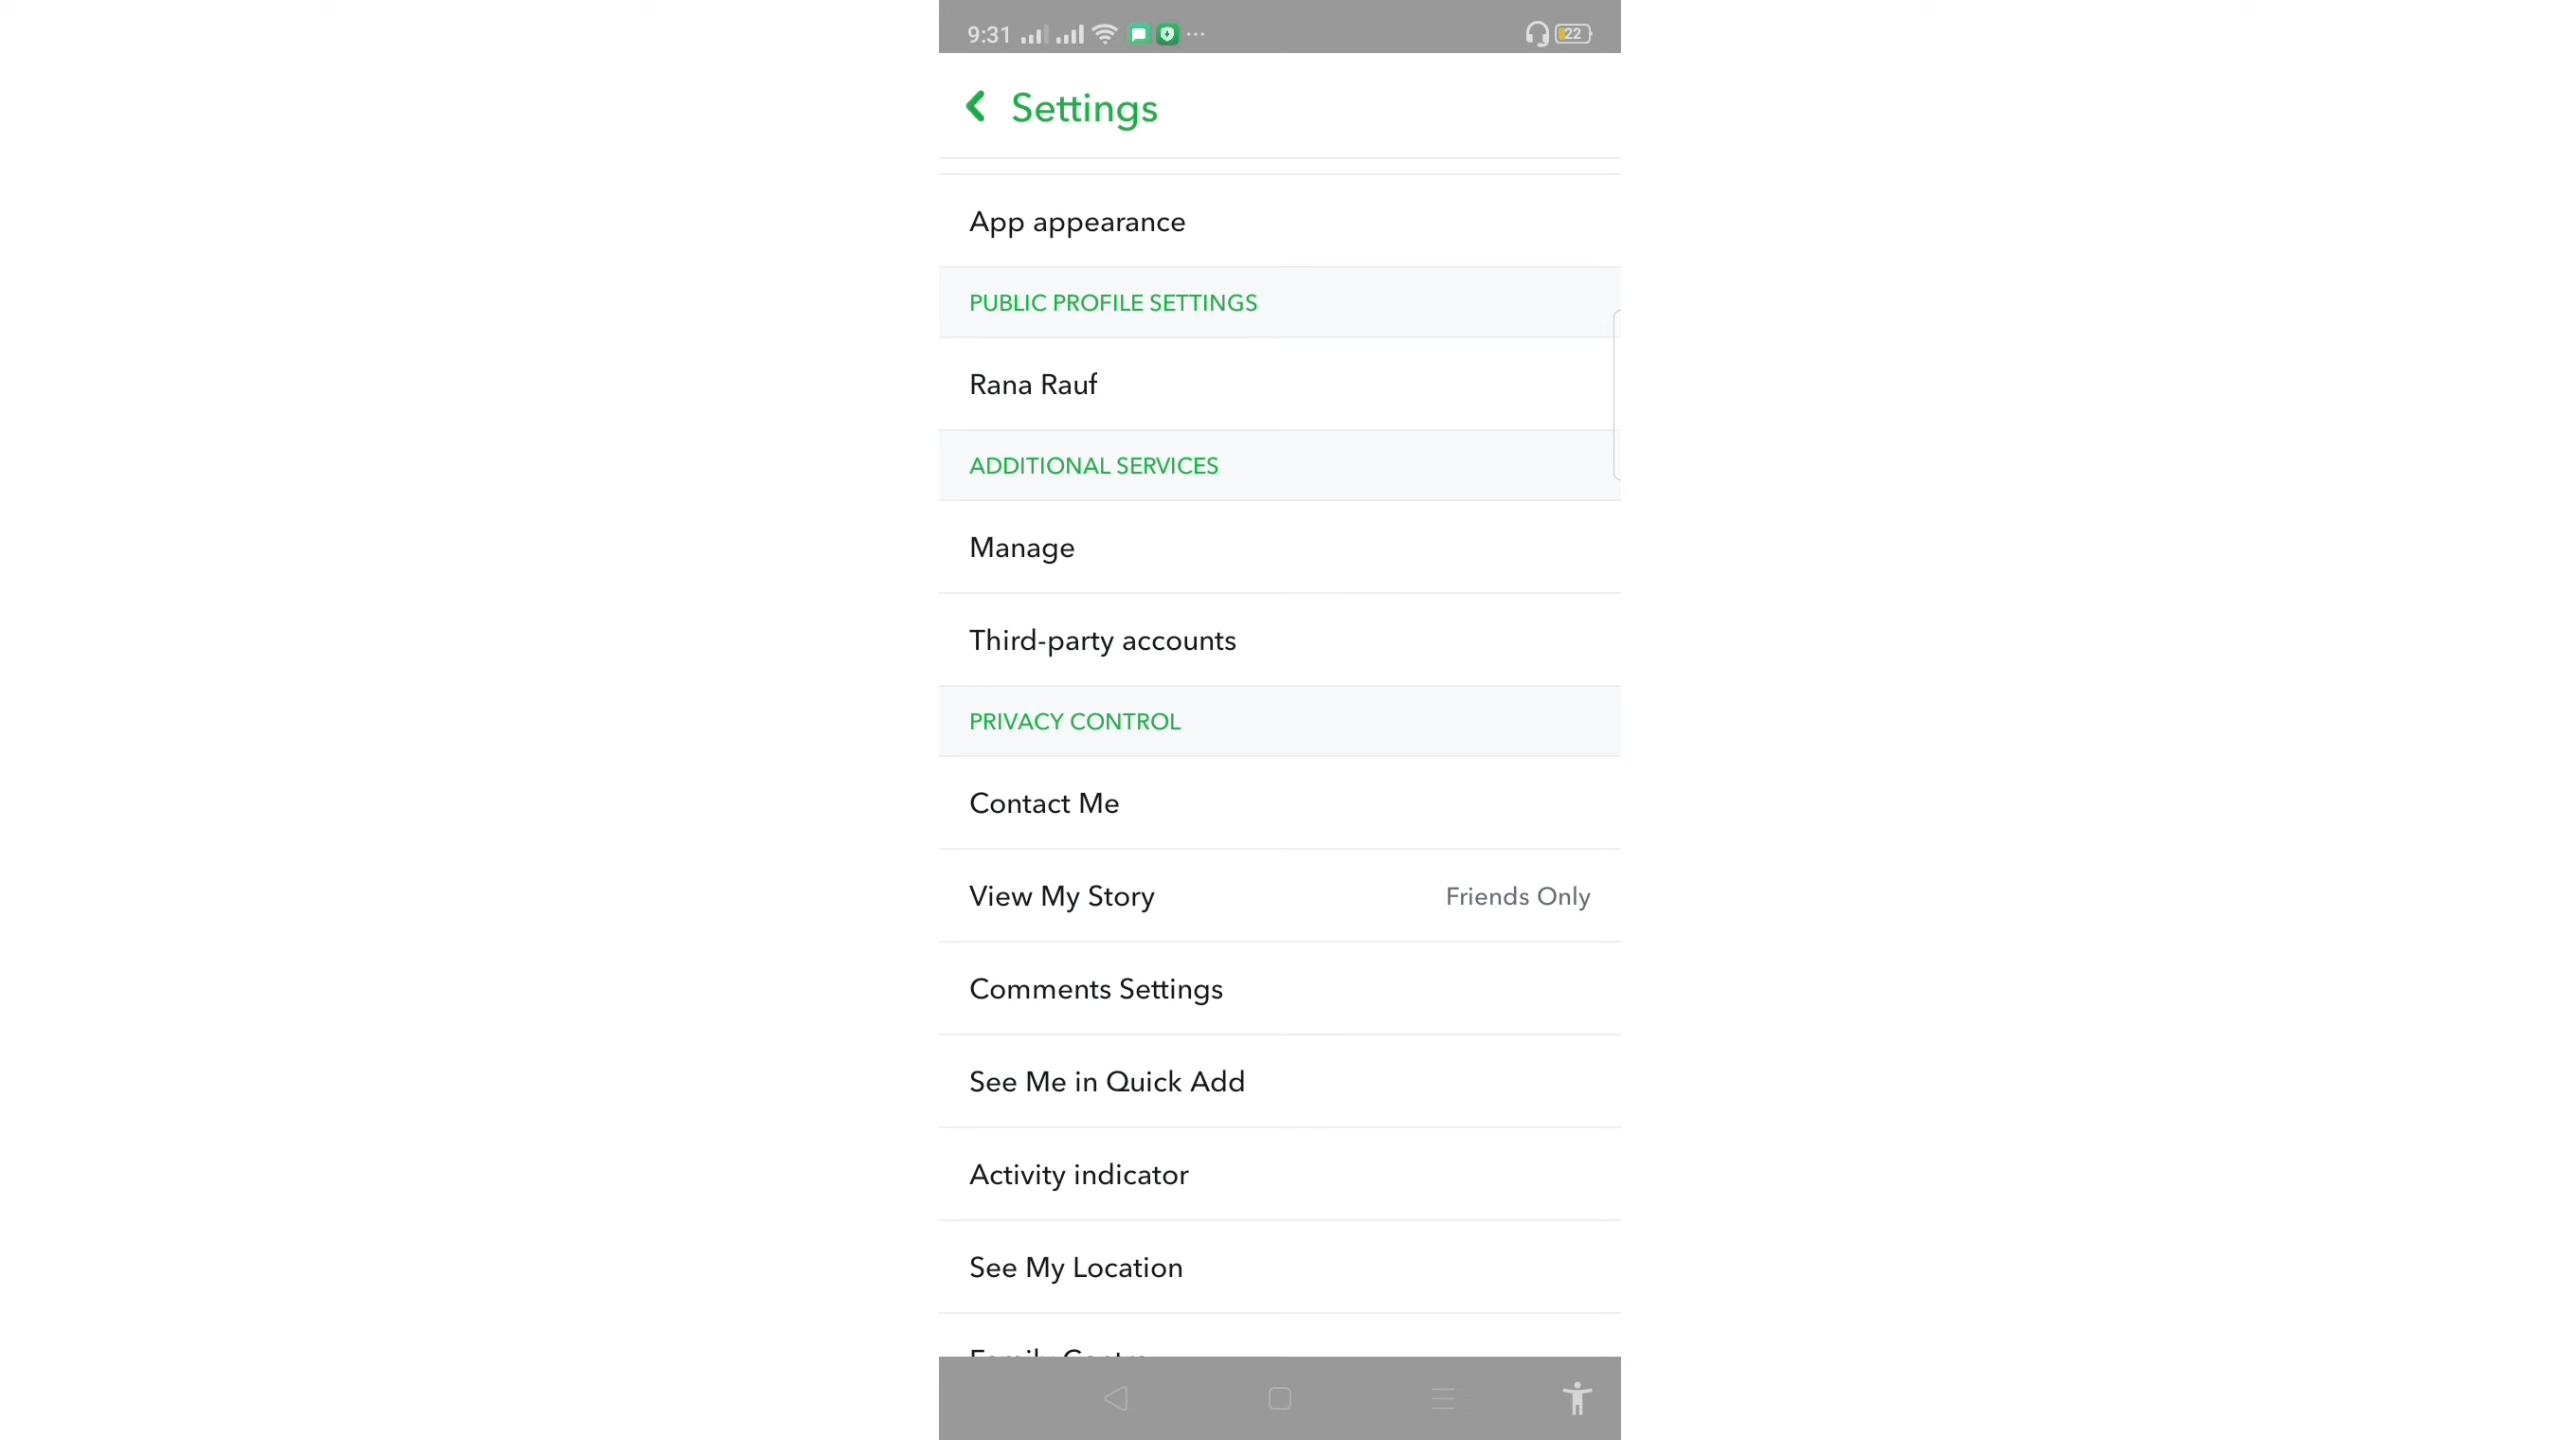 9:31
22
Settings
App appearance
PUBLIC PROFILE SETTINGS
Rana Rauf
ADDITIONAL SERVICES
Manage
Third-party accounts
PRIVACY CONTROL
Contact Me
View My Story Friends Only
Comments Settings
See Me in Quick Add
Activity indicator
See My Location